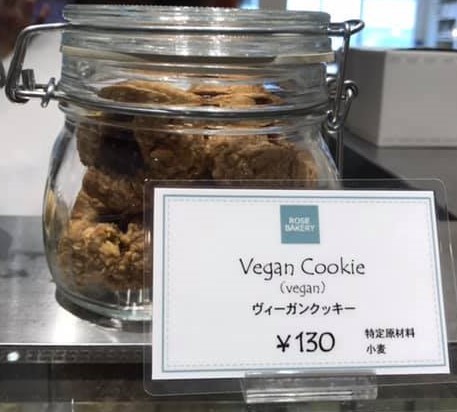 ROSE
BAKERY
Vegan Cookie
(vegan)
ヴィーガンクッキー
¥130
特定原材料
小麦